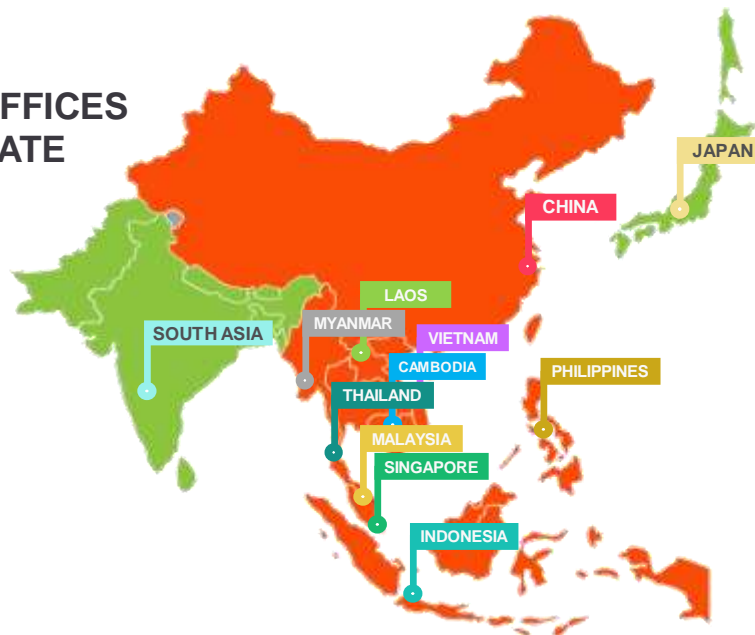 FFICES
ATE
JAPAN
CHINA
LAOS
MYANMAR
SOUTH ASIA
VIETNAM
CAMBODIA
PHILIPPINES
THAILAND
MALAYSIA
SINGAPORE
INDONESIA